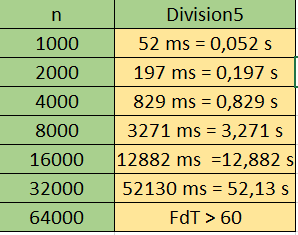 n Division5
1000 52 ms = 0,052 s
2000 197 ms = 0,197 s
4000 829 ms = 0,829 s
8000 3271 ms = 3,271 s
16000 12882 ms =12,882 s
32000 52130 ms = 52,13 s
64000 FdT > 60